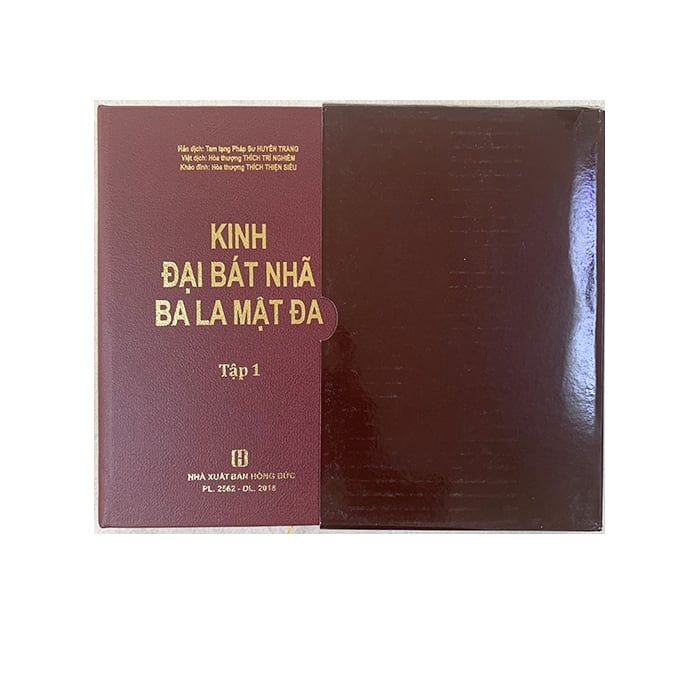 Hán dịch: Tam tạng Pháp Sư HUYỀN TRANG
Việt dịch: Hòa thượng THÍCH TRÍ NGHIÊM
Khảo đính: Hòa thượng THÍCH THIỆN SIÊU
KINH
ĐẠI BÁT NHÃ
BA LA MẬT ĐA
Tập 1
NHÀ XUẤT BẢN HỒNG ĐỨC
PL. 2562 - DL. 2018